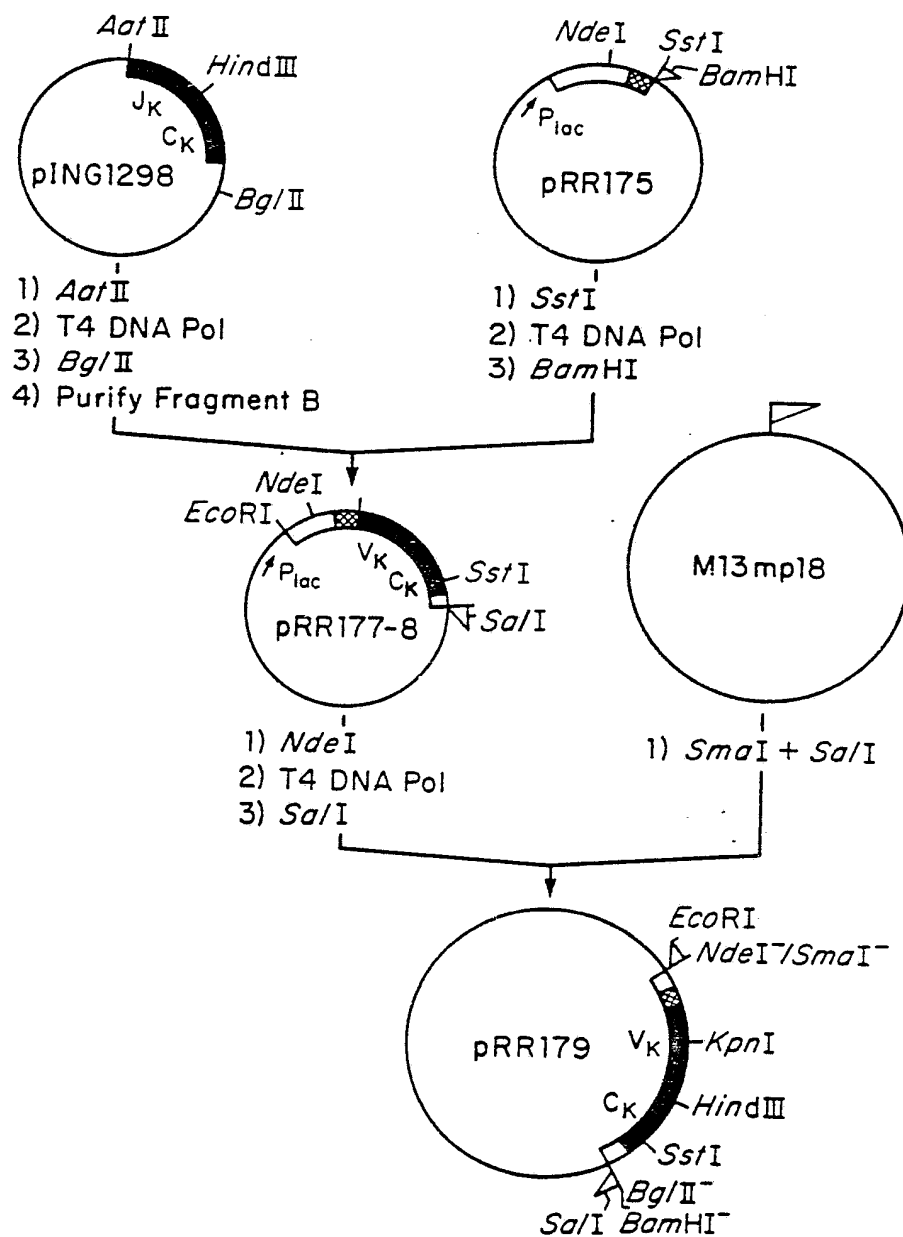 AatII
HindIII
JK
CK
pING1298
BglII
1) AatII
2) T4 DNA Pol
3) BglII
4) Purify Fragment B
NdeI
SstI
BamHI
Plac
pRR175
1) SstI
2) T4 DNA Pol
3) BamHI
NdeI
EcoRI
Plac
VK
CK
SstI
SalI
pRR177-8
1) NdeI
2) T4 DNA Pol
3) SalI
M13mp18
1) SmaI + SalI
EcoRI
NdeI⁻/SmaI⁻
pRR179
VK
KpnI
CK
HindIII
SstI
BglII⁻
SalI BamHI⁻